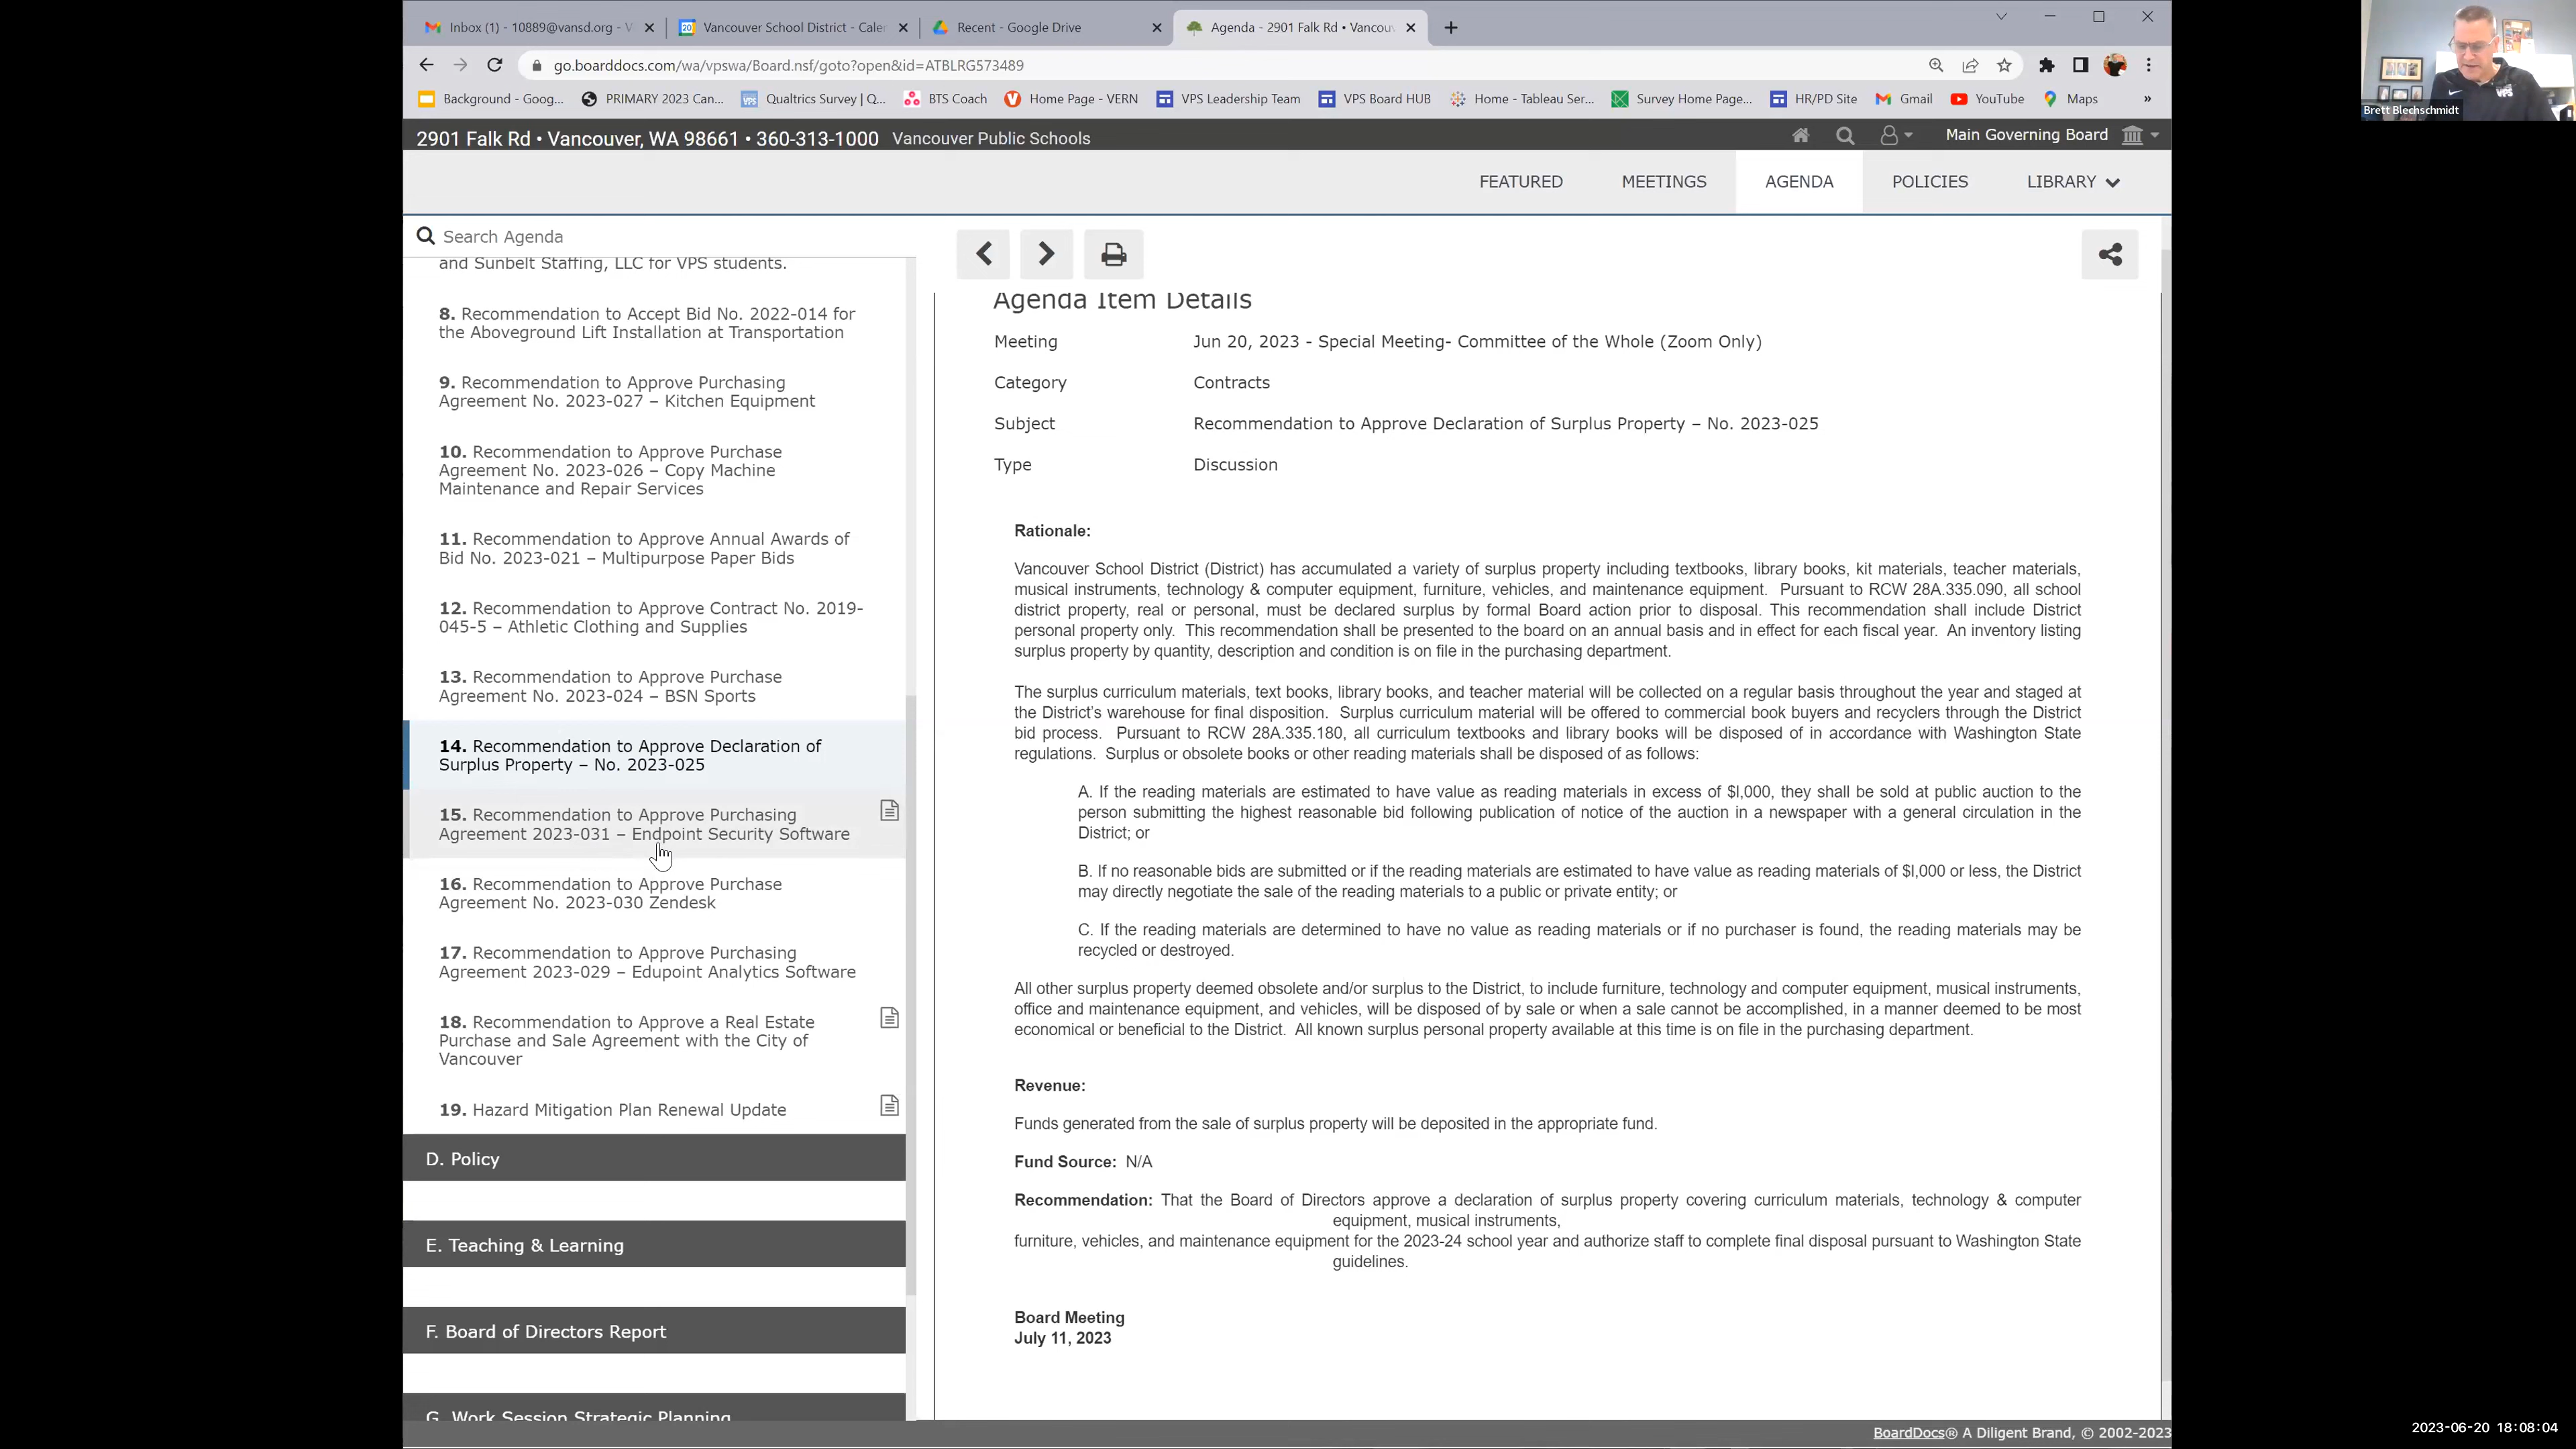 Inbox (1) - 10889@vansd.org - V
Vancouver School District - Caler
Recent - Google Drive
Agenda - 2901 Falk Rd • Vancouv
go.boarddocs.com/wa/vpswa/Board.nsf/goto?open&id=ATBLRG573489
Background - Goog...
PRIMARY 2023 Can...
Qualtrics Survey | Q...
BTS Coach
Home Page - VERN
VPS Leadership Team
VPS Board HUB
Home - Tableau Ser...
Survey Home Page...
HR/PD Site
Gmail
YouTube
Maps
»
2901 Falk Rd • Vancouver, WA 98661 • 360-313-1000 Vancouver Public Schools
Main Governing Board
FEATURED
MEETINGS
AGENDA
POLICIES
LIBRARY
Search Agenda
and Sunbelt Staffing, LLC for VPS students.
8. Recommendation to Accept Bid No. 2022-014 for
the Aboveground Lift Installation at Transportation
9. Recommendation to Approve Purchasing
Agreement No. 2023-027 – Kitchen Equipment
10. Recommendation to Approve Purchase
Agreement No. 2023-026 – Copy Machine
Maintenance and Repair Services
11. Recommendation to Approve Annual Awards of
Bid No. 2023-021 – Multipurpose Paper Bids
12. Recommendation to Approve Contract No. 2019-
045-5 – Athletic Clothing and Supplies
13. Recommendation to Approve Purchase
Agreement No. 2023-024 – BSN Sports
14. Recommendation to Approve Declaration of
Surplus Property – No. 2023-025
15. Recommendation to Approve Purchasing
Agreement 2023-031 – Endpoint Security Software
16. Recommendation to Approve Purchase
Agreement No. 2023-030 Zendesk
17. Recommendation to Approve Purchasing
Agreement 2023-029 – Edupoint Analytics Software
18. Recommendation to Approve a Real Estate
Purchase and Sale Agreement with the City of
Vancouver
19. Hazard Mitigation Plan Renewal Update
D. Policy
E. Teaching & Learning
F. Board of Directors Report
G. Work Session Strategic Planning
Agenda Item Details
Meeting
Jun 20, 2023 - Special Meeting- Committee of the Whole (Zoom Only)
Category
Contracts
Subject
Recommendation to Approve Declaration of Surplus Property – No. 2023-025
Type
Discussion
Rationale:
Vancouver School District (District) has accumulated a variety of surplus property including textbooks, library books, kit materials, teacher materials,
musical instruments, technology & computer equipment, furniture, vehicles, and maintenance equipment. Pursuant to RCW 28A.335.090, all school
district property, real or personal, must be declared surplus by formal Board action prior to disposal. This recommendation shall include District
personal property only. This recommendation shall be presented to the board on an annual basis and in effect for each fiscal year. An inventory listing
surplus property by quantity, description and condition is on file in the purchasing department.
The surplus curriculum materials, text books, library books, and teacher material will be collected on a regular basis throughout the year and staged at
the District's warehouse for final disposition. Surplus curriculum material will be offered to commercial book buyers and recyclers through the District
bid process. Pursuant to RCW 28A.335.180, all curriculum textbooks and library books will be disposed of in accordance with Washington State
regulations. Surplus or obsolete books or other reading materials shall be disposed of as follows:
A. If the reading materials are estimated to have value as reading materials in excess of $l,000, they shall be sold at public auction to the
person submitting the highest reasonable bid following publication of notice of the auction in a newspaper with a general circulation in the
District; or
B. If no reasonable bids are submitted or if the reading materials are estimated to have value as reading materials of $l,000 or less, the District
may directly negotiate the sale of the reading materials to a public or private entity; or
C. If the reading materials are determined to have no value as reading materials or if no purchaser is found, the reading materials may be
recycled or destroyed.
All other surplus property deemed obsolete and/or surplus to the District, to include furniture, technology and computer equipment, musical instruments,
office and maintenance equipment, and vehicles, will be disposed of by sale or when a sale cannot be accomplished, in a manner deemed to be most
economical or beneficial to the District. All known surplus personal property available at this time is on file in the purchasing department.
Revenue:
Funds generated from the sale of surplus property will be deposited in the appropriate fund.
Fund Source: N/A
Recommendation: That the Board of Directors approve a declaration of surplus property covering curriculum materials, technology & computer
equipment, musical instruments,
furniture, vehicles, and maintenance equipment for the 2023-24 school year and authorize staff to complete final disposal pursuant to Washington State
guidelines.
Board Meeting
July 11, 2023
BoardDocs® A Diligent Brand, © 2002-2023
Brett Blechschmidt
VPS
2023-06-20 18:08:04